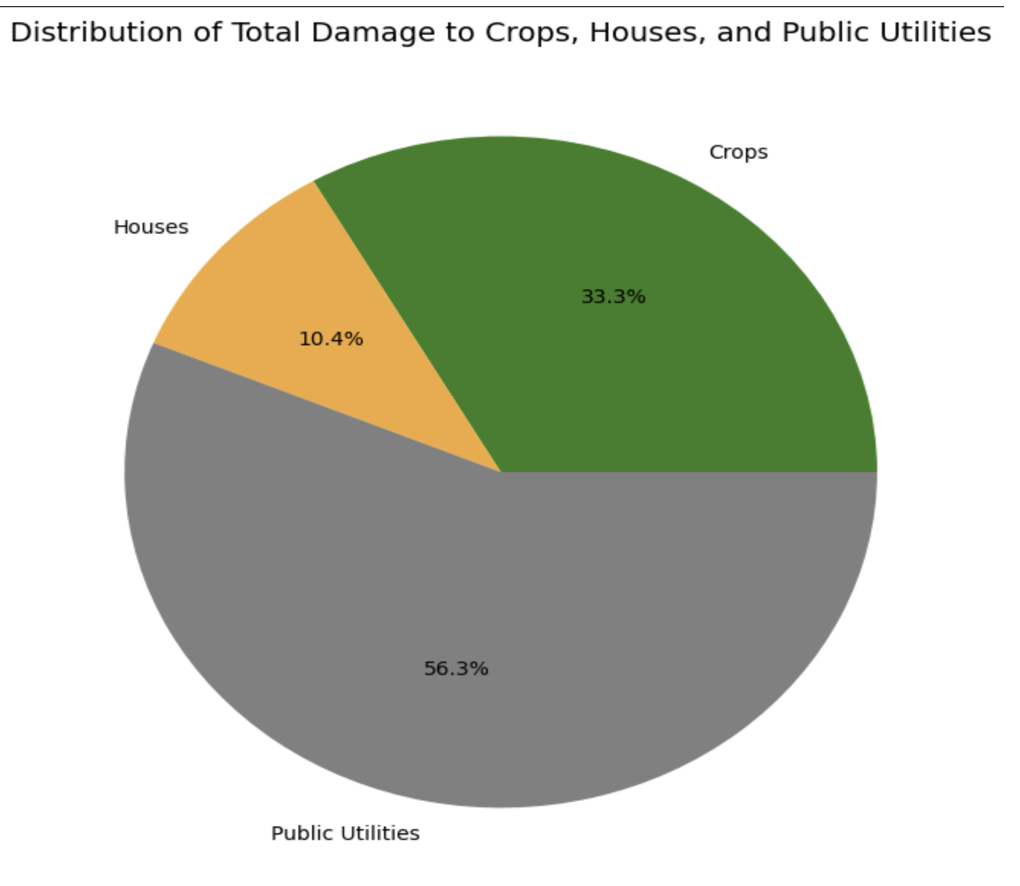 Distribution of Total Damage to Crops, Houses, and Public Utilities
Crops
Houses
33.3%
10.4%
56.3%
Public Utilities